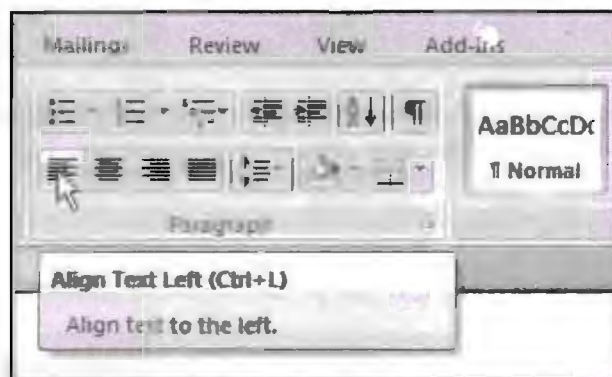 Mailings Review View Add-Ins
AaBbCcDc
¶ Normal
Paragraph
Align Text Left (Ctrl+L)
Align text to the left.